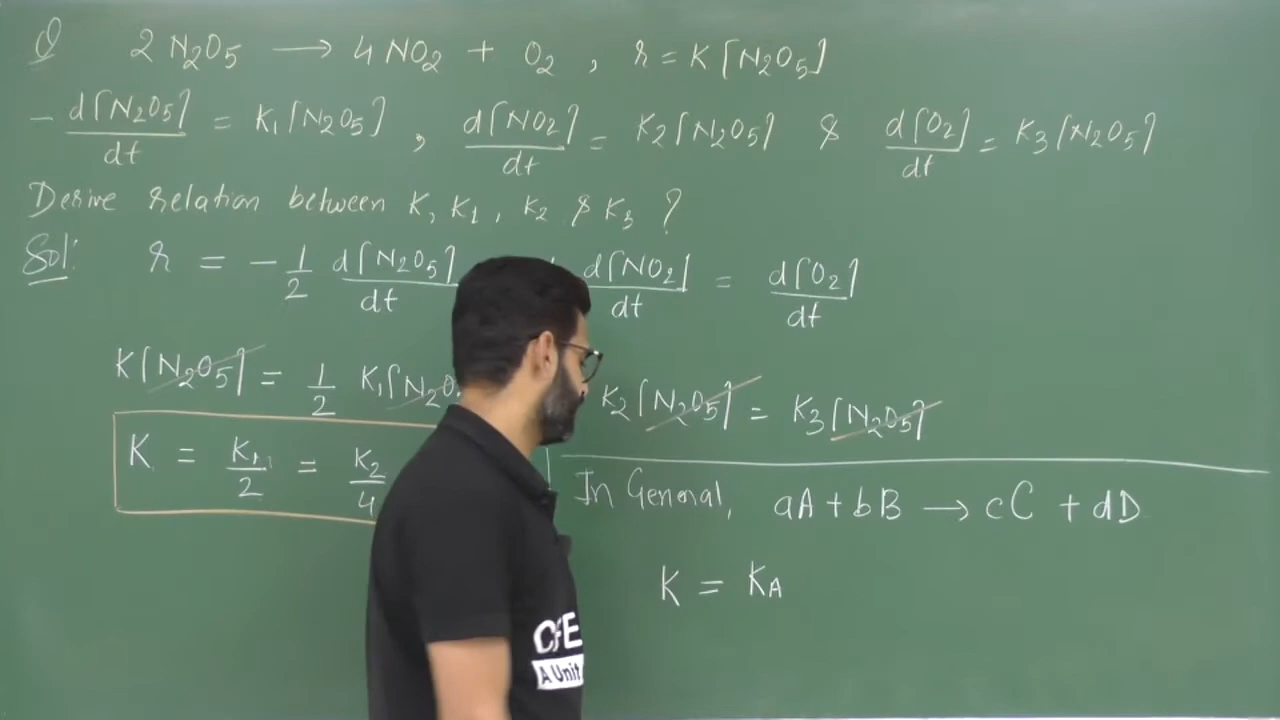 Q 2 N2O5 → 4 NO2 + O2 , r = K [N2O5]
- d[N2O5]/dt = K1[N2O5] , d[NO2]/dt = K2[N2O5] & d[O2]/dt = K3[N2O5]
Derive relation between K, K1, K2 & K3 ?
Sol: r = - 1/2 d[N2O5]/dt d[NO2]/dt = d[O2]/dt
K[N2O5] = 1/2 K1[N2O5 K2[N2O5] = K3[N2O5]
K = K1/2 = K2/4
In General, aA + bB → cC + dD
K = KA
A Unit